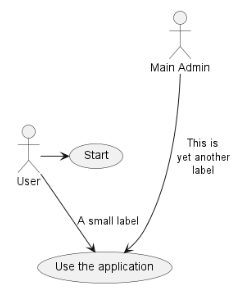 Main Admin
This is
yet another
label
Start
User
A small label
Use the application